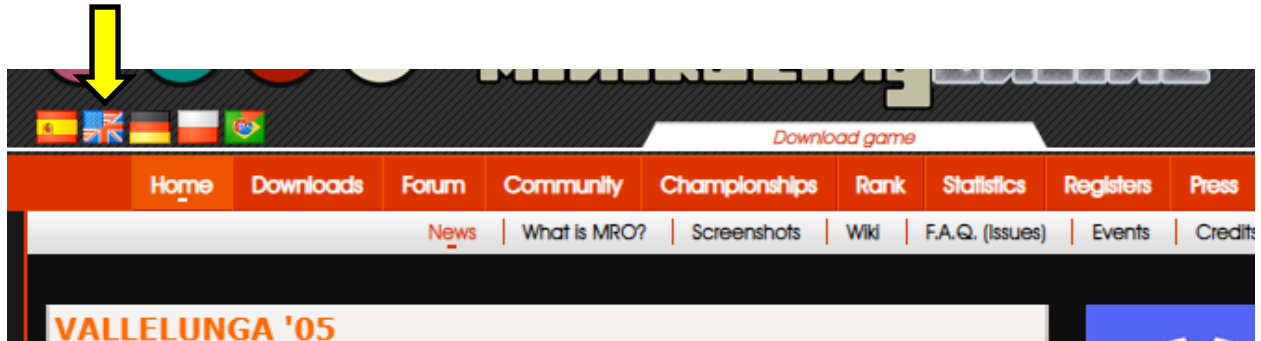 Download game
Home Downloads Forum Community Championships Rank Statistics Registers Press
News What is MRO? Screenshots Wiki F.A.Q. (Issues) Events Credits
VALLELUNGA '05